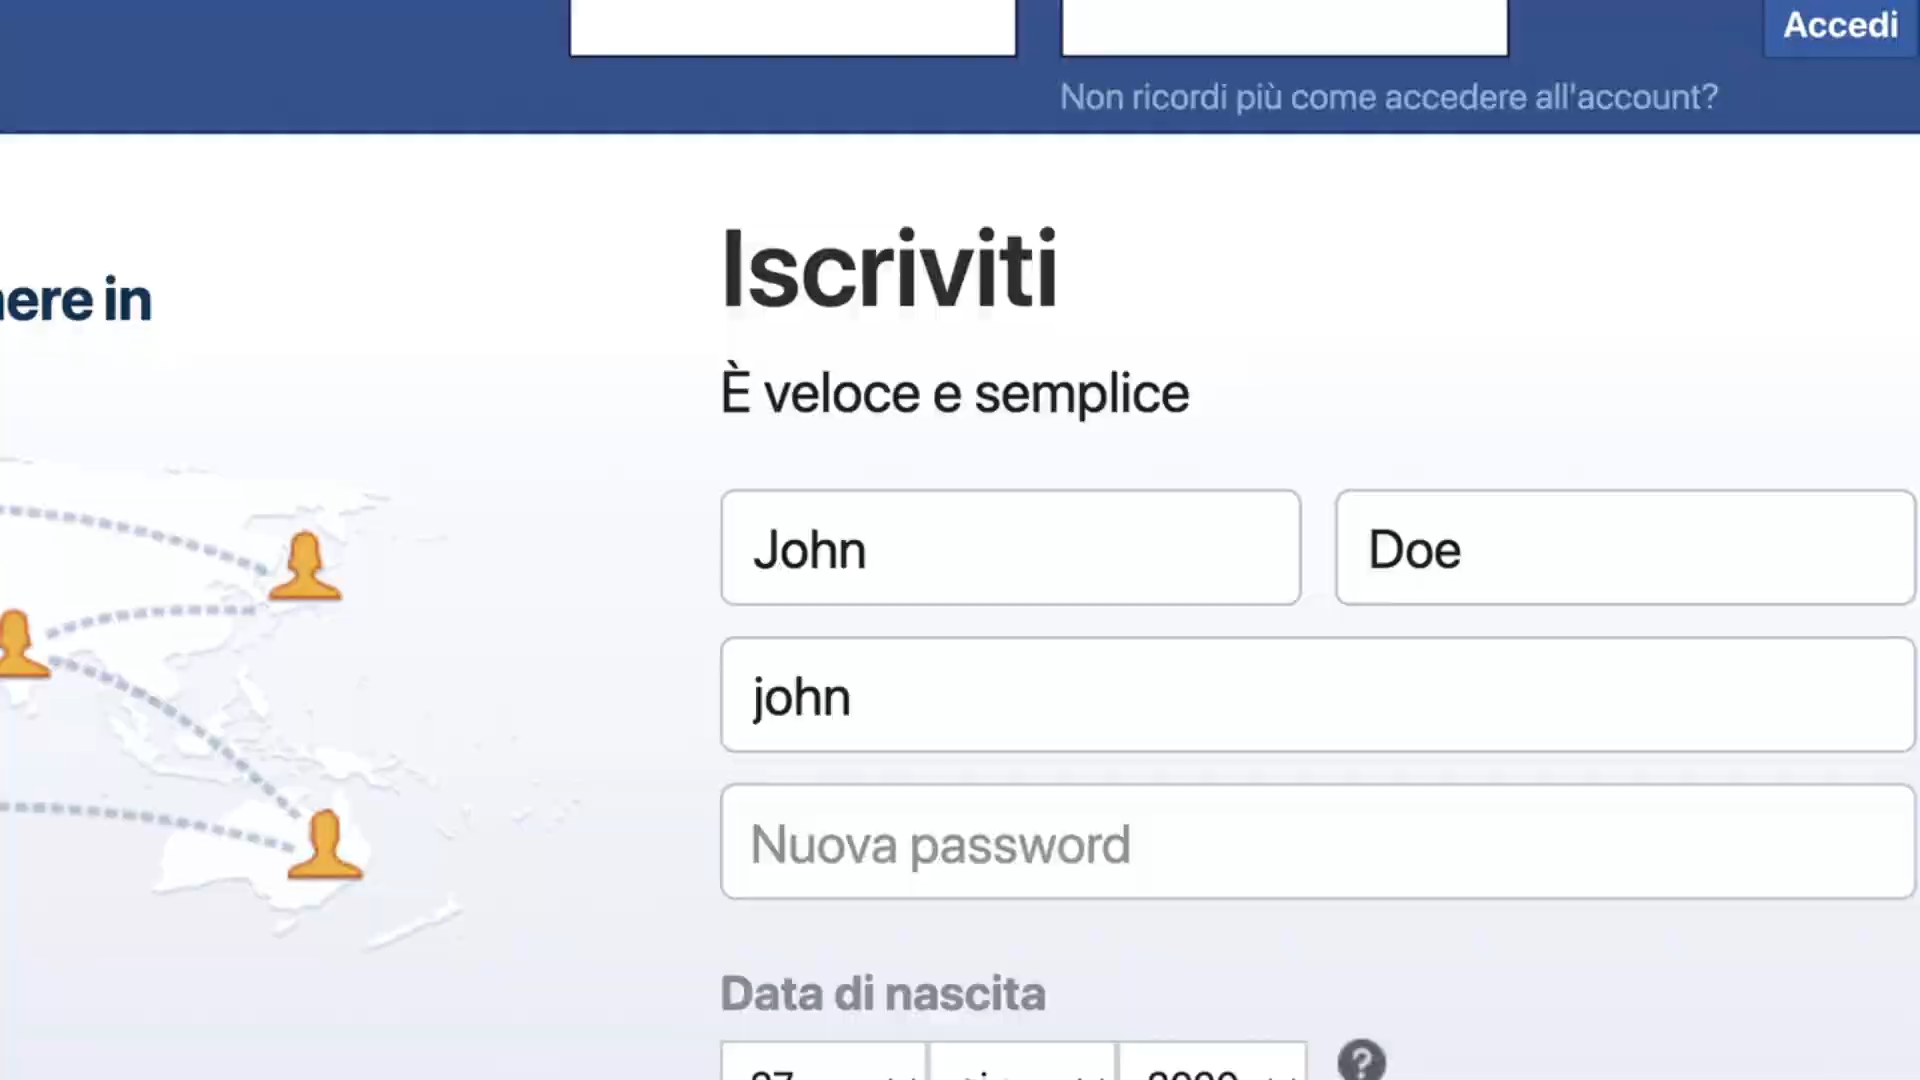 Accedi
Non ricordi più come accedere all'account?
Iscriviti
in
È veloce e semplice
John Doe
john
Nuova password
Data di nascita
?